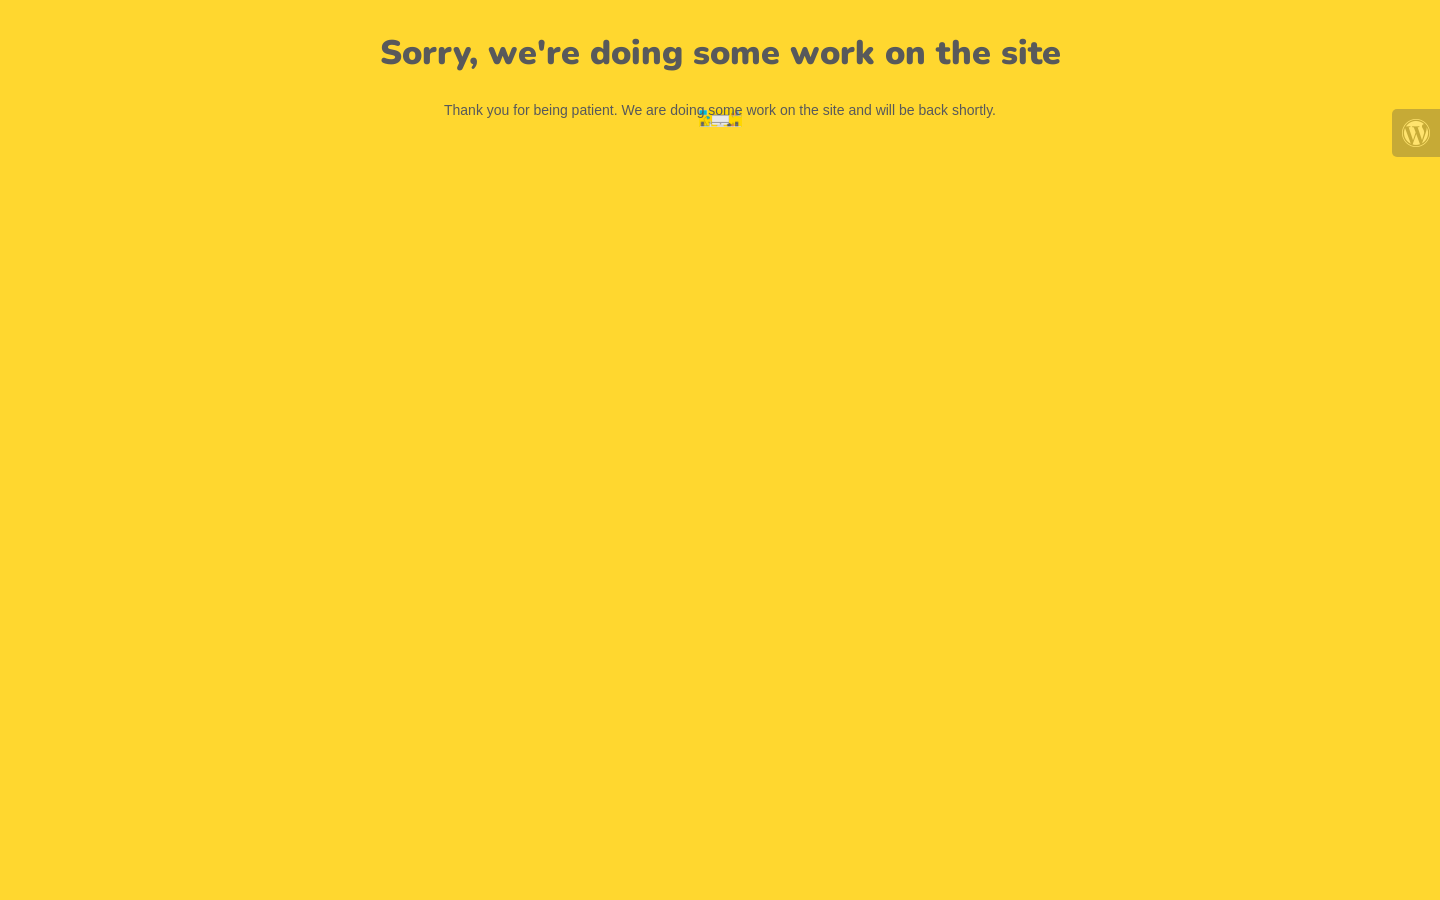 Sorry, we're doing some work on the site
Thank you for being patient. We are doing some work on the site and will be back shortly.